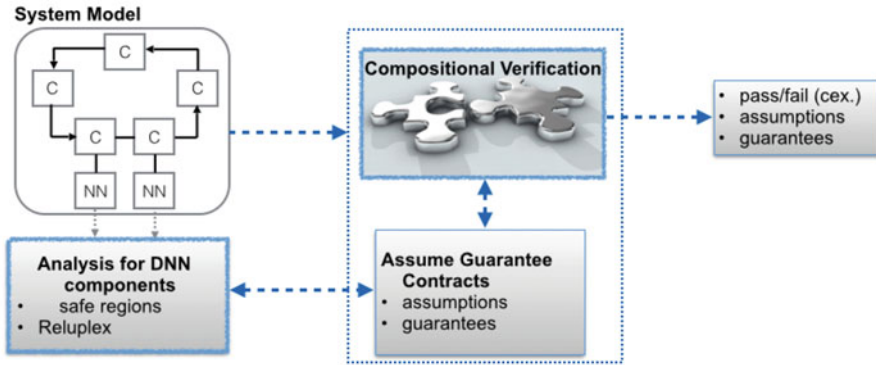 System Model
C
C
C
C
C
NN
NN
Compositional Verification
• pass/fail (cex.)
• assumptions
• guarantees
Analysis for DNN
components
• safe regions
• Reluplex
Assume Guarantee
Contracts
• assumptions
• guarantees